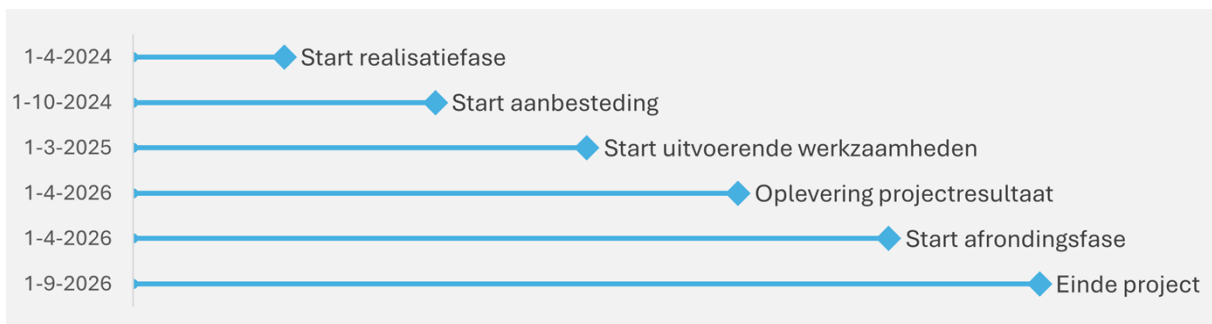 1-4-2024 Start realisatiefase
1-10-2024 Start aanbesteding
1-3-2025 Start uitvoerende werkzaamheden
1-4-2026 Oplevering projectresultaat
1-4-2026 Start afrondingsfase
1-9-2026 Einde project